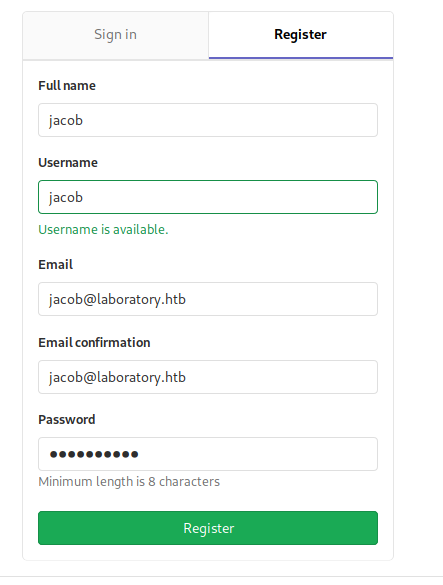 Sign in Register
Full name
jacob
Username
jacob
Username is available.
Email
jacob@laboratory.htb
Email confirmation
jacob@laboratory.htb
Password
●●●●●●●●●●
Minimum length is 8 characters
Register